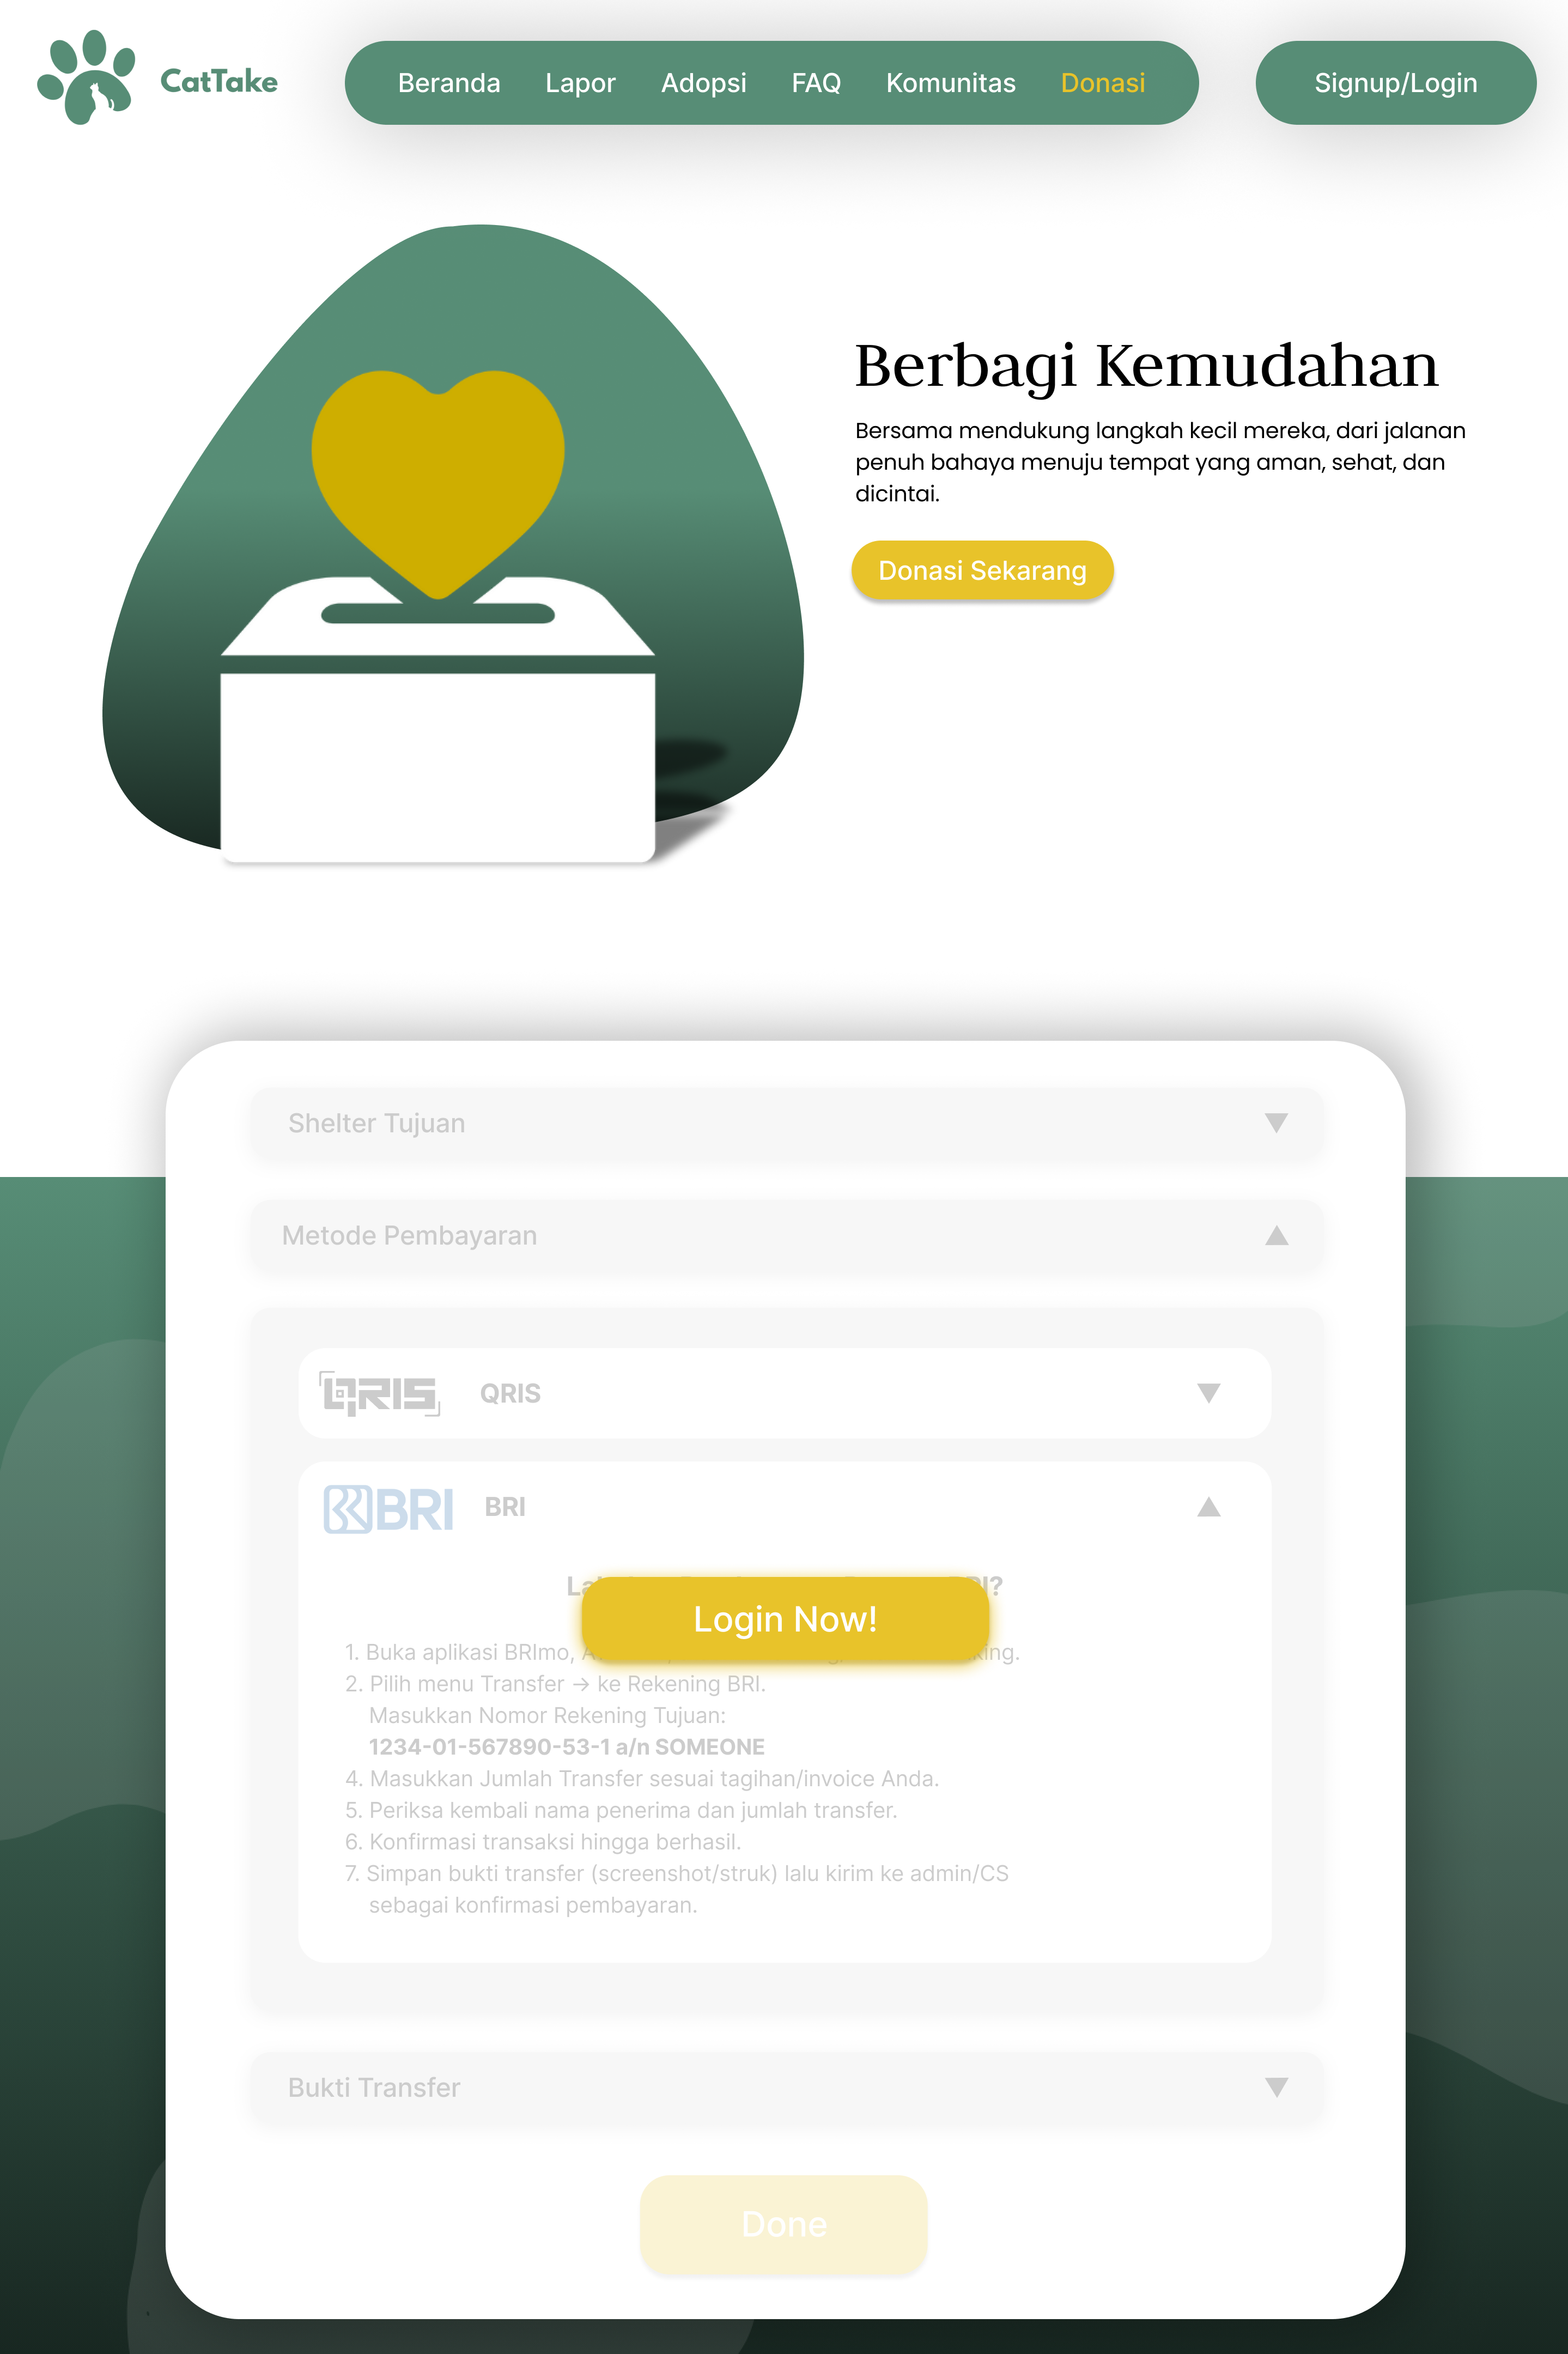 CatTake
Beranda Lapor Adopsi FAQ Komunitas Donasi
Signup/Login
Berbagi Kemudahan
Bersama mendukung langkah kecil mereka, dari jalanan
penuh bahaya menuju tempat yang aman, sehat, dan
dicintai.
Donasi Sekarang
Shelter Tujuan
Metode Pembayaran
QRIS QRIS
BRI BRI
Login Now!
1. Buka aplikasi BRImo,
2. Pilih menu Transfer → ke Rekening BRI.
Masukkan Nomor Rekening Tujuan:
1234-01-567890-53-1 a/n SOMEONE
4. Masukkan Jumlah Transfer sesuai tagihan/invoice Anda.
5. Periksa kembali nama penerima dan jumlah transfer.
6. Konfirmasi transaksi hingga berhasil.
7. Simpan bukti transfer (screenshot/struk) lalu kirim ke admin/CS
sebagai konfirmasi pembayaran.
Bukti Transfer
Done